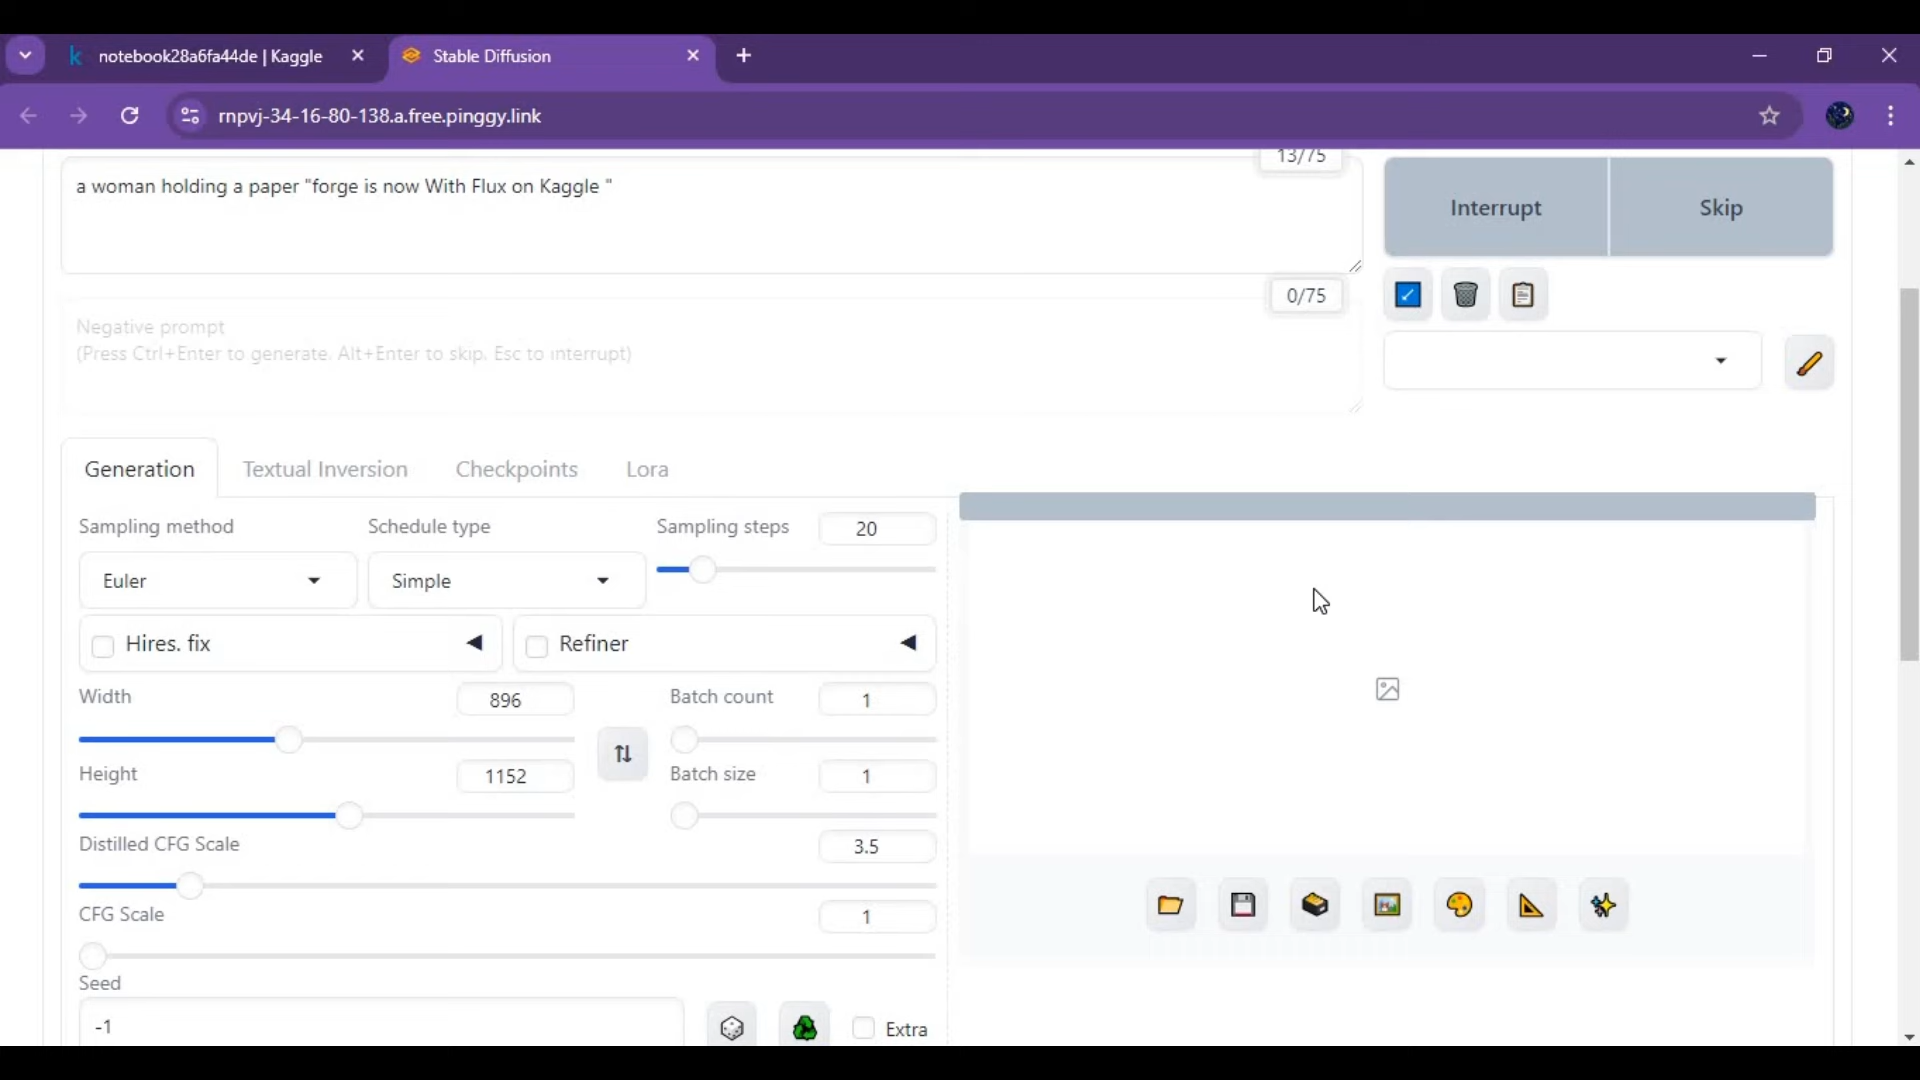 notebook28a6fa44de | Kaggle
Stable Diffusion
rnpvj-34-16-80-138.a.free.pinggy.link
13/75
a woman holding a paper "forge is now With Flux on Kaggle "
Interrupt
Skip
0/75
Negative prompt
(Press Ctrl+Enter to generate, Alt+Enter to skip, Esc to interrupt)
Generation
Textual Inversion
Checkpoints
Lora
Sampling method
Schedule type
Sampling steps
20
Euler
Simple
Hires. fix
Refiner
Width
896
Batch count
1
Height
1152
Batch size
1
Distilled CFG Scale
3.5
CFG Scale
1
Seed
-1
Extra